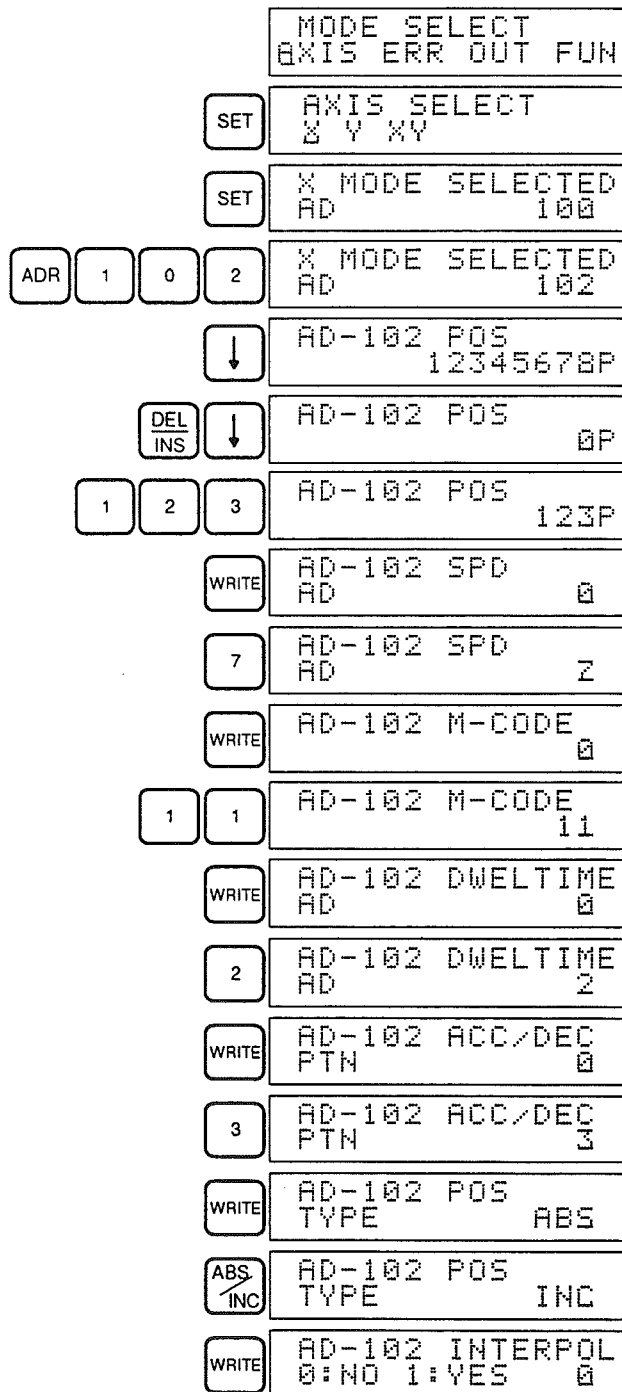 MODE SELECT
AXIS ERR OUT FUN
SET
AXIS SELECT
X Y XY
SET
X MODE SELECTED
AD 100
ADR 1 0 2
X MODE SELECTED
AD 102
↓
AD-102 POS
12345678P
DEL
INS
↓
AD-102 POS
0P
1 2 3
AD-102 POS
123P
WRITE
AD-102 SPD
AD 0
7
AD-102 SPD
AD 7
WRITE
AD-102 M-CODE
0
1 1
AD-102 M-CODE
11
WRITE
AD-102 DWELTIME
AD 0
2
AD-102 DWELTIME
AD 2
WRITE
AD-102 ACC/DEC
PTN 0
3
AD-102 ACC/DEC
PTN 3
WRITE
AD-102 POS
TYPE ABS
ABS
INC
AD-102 POS
TYPE INC
WRITE
AD-102 INTERPOL
0:NO 1:YES 0